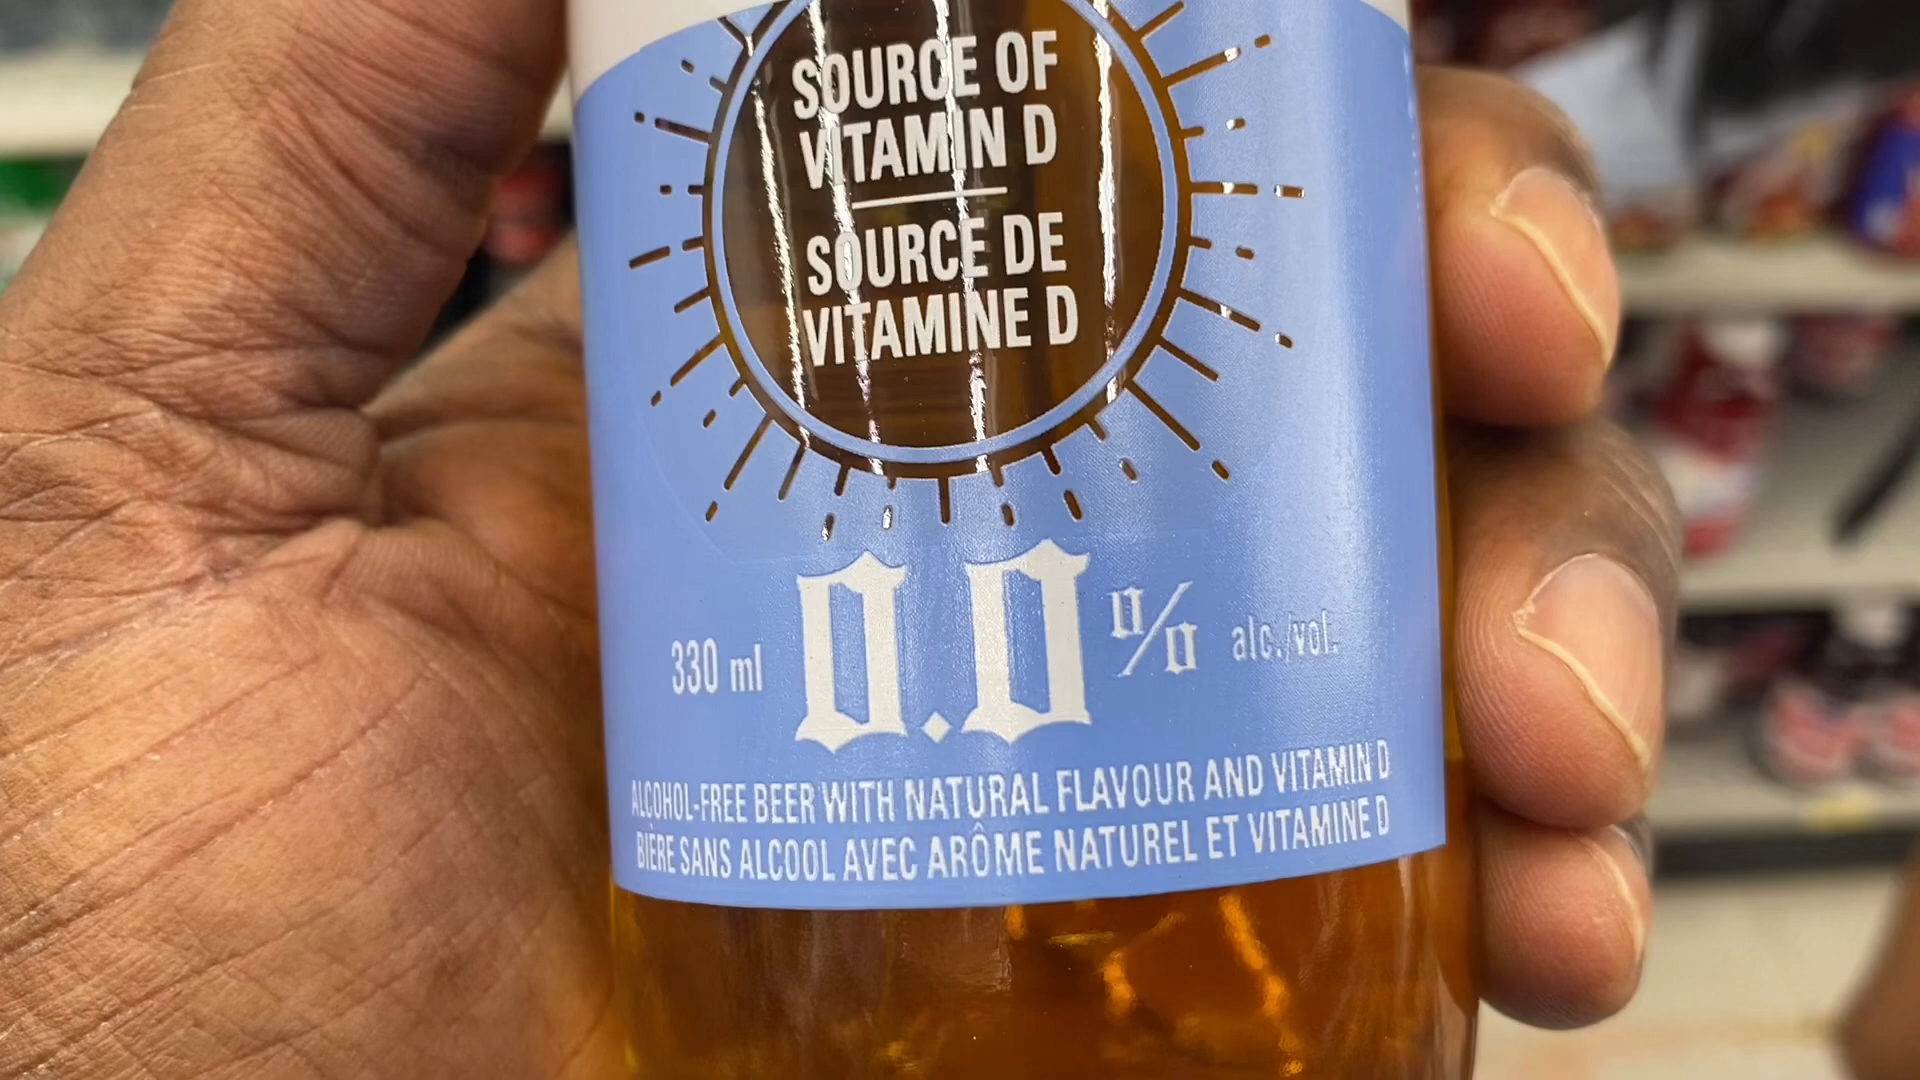 SOURCE OF
VITAMIN D
SOURCE DE
VITAMINE D
330 ml 0.0% alc./vol.
ALCOHOL-FREE BEER WITH NATURAL FLAVOUR AND VITAMIN D
BIÈRE SANS ALCOOL AVEC ARÔME NATUREL ET VITAMINE D